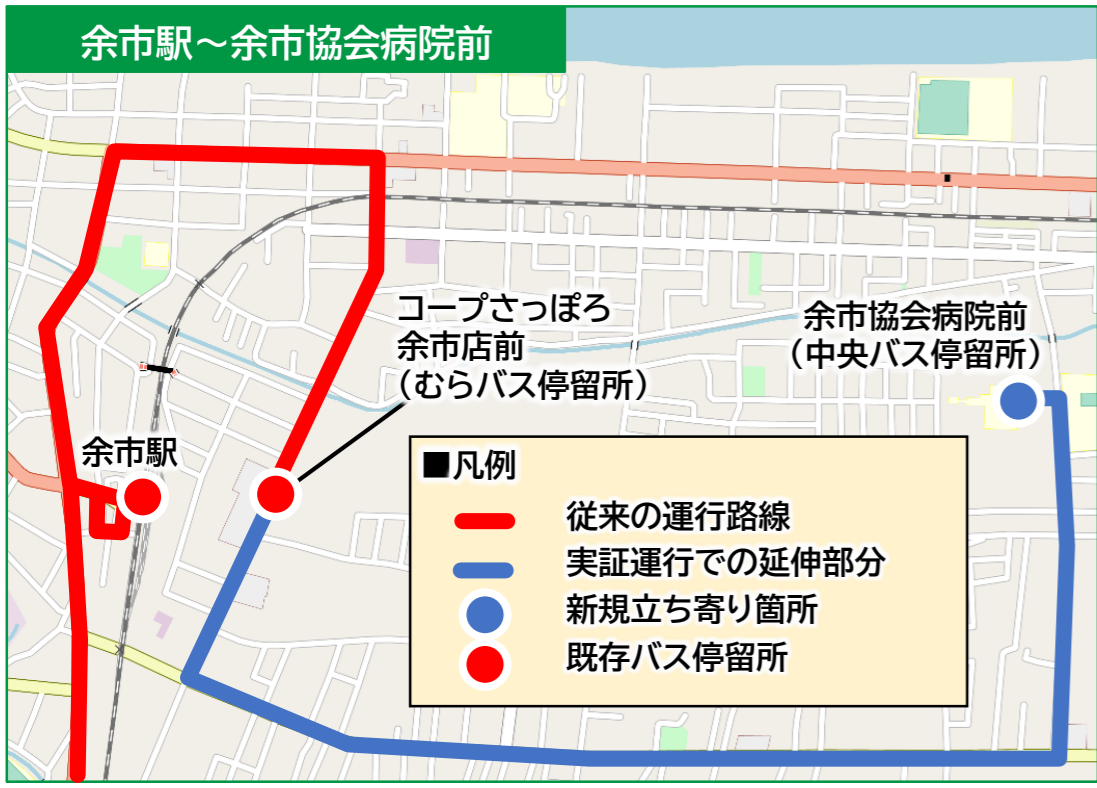 余市駅～余市協会病院前
コープさっぽろ
余市店前
（むらバス停留所）
余市協会病院前
（中央バス停留所）
余市駅
■凡例
従来の運行路線
実証運行での延伸部分
新規立ち寄り箇所
既存バス停留所